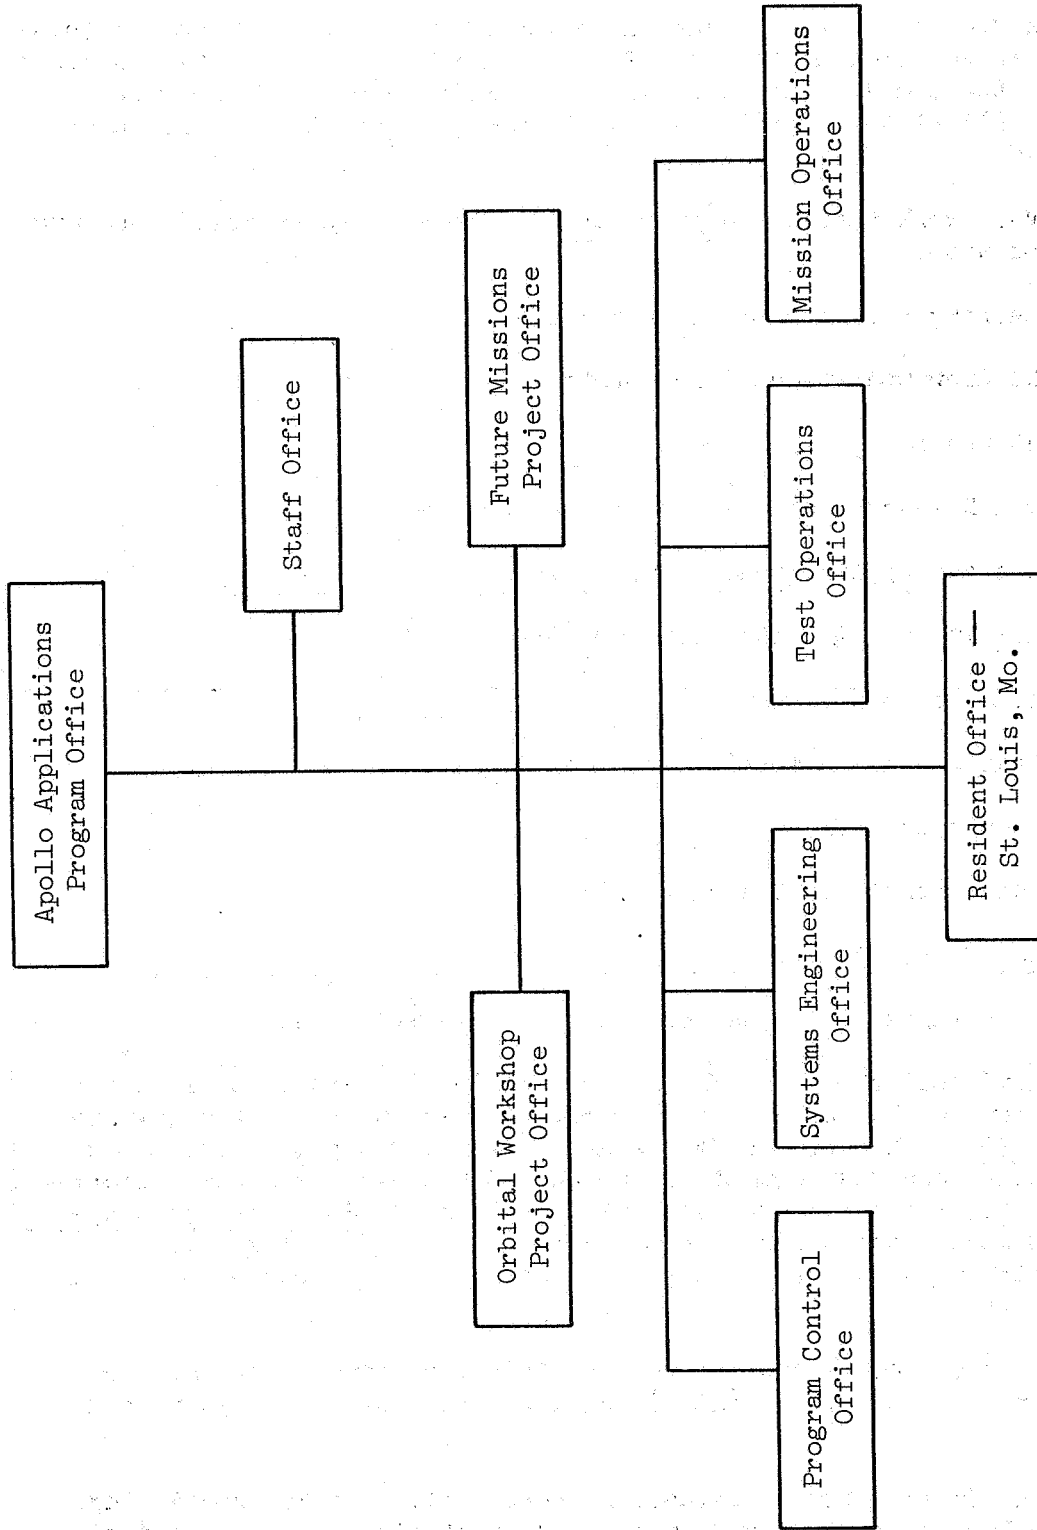 Apollo Applications
Program Office
Staff Office
Orbital Workshop
Project Office
Future Missions
Project Office
Program Control
Office
Systems Engineering
Office
Test Operations
Office
Mission Operations
Office
Resident Office —
St. Louis, Mo.